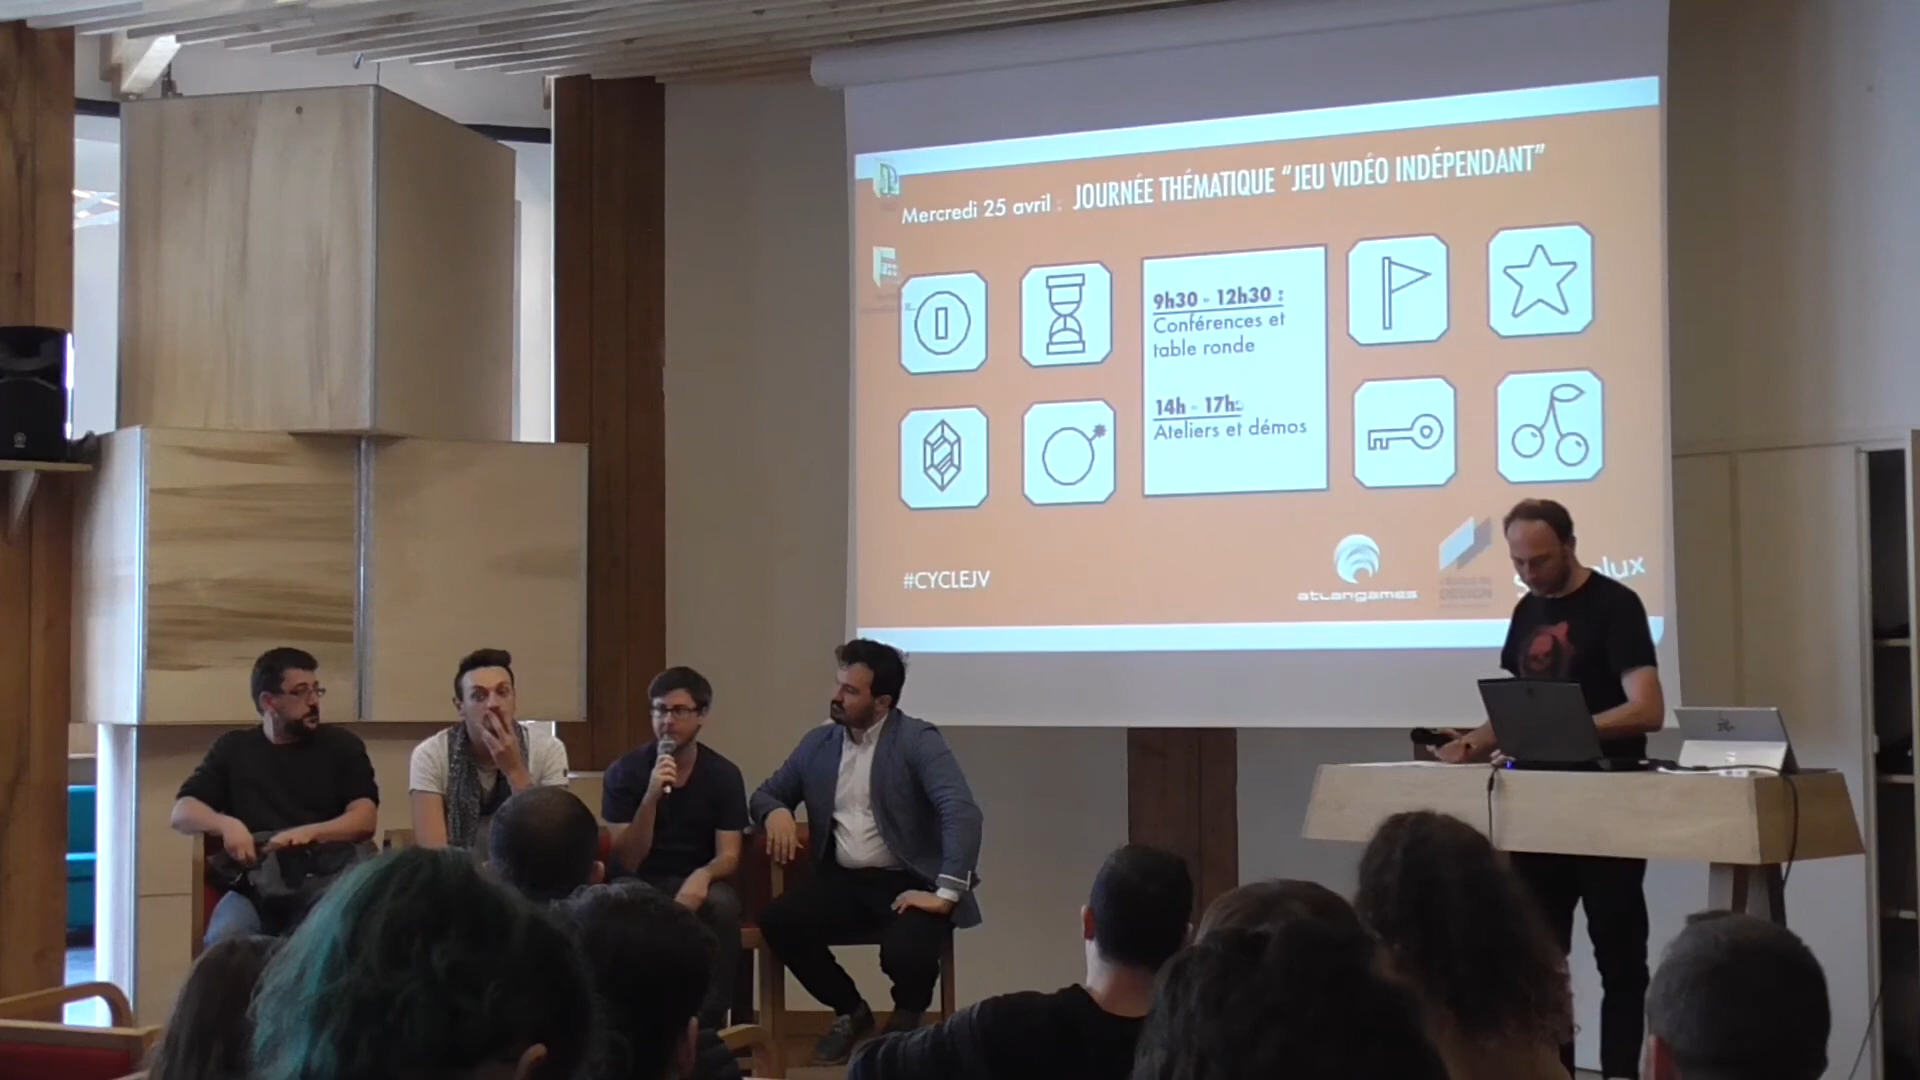 Mercredi 25 avril : JOURNÉE THÉMATIQUE “JEU VIDÉO INDÉPENDANT”
9h30 - 12h30 :
Conférences et
table ronde
14h - 17h:
Ateliers et démos
#CYCLEJV
atlangames
DESIGN